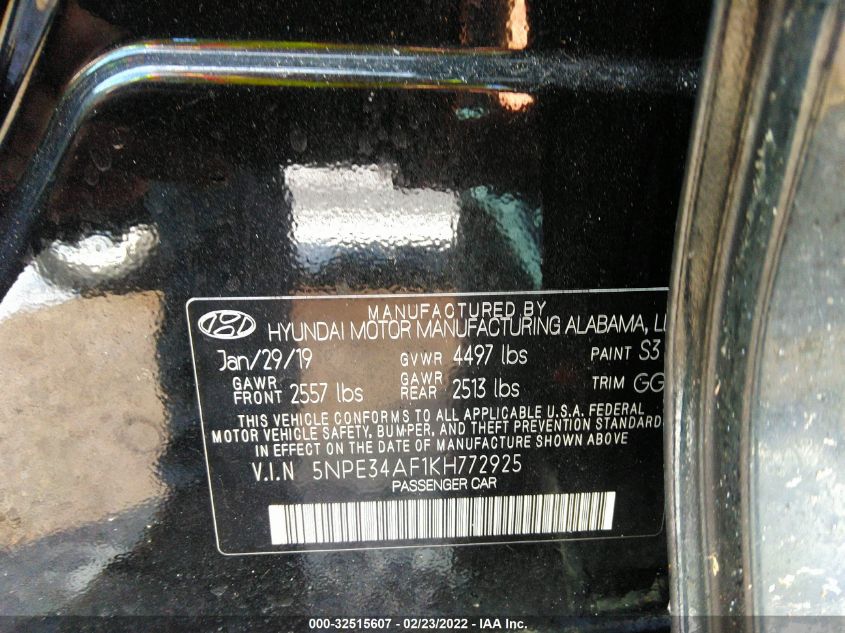 MANUFACTURED BY
HYUNDAI MOTOR MANUFACTURING ALABAMA,
Jan/29/19 GVWR 4497 lbs PAINT S3
GAWR FRONT 2557 lbs GAWR REAR 2513 lbs TRIM GG
THIS VEHICLE CONFORMS TO ALL APPLICABLE U.S.A. FEDERAL
MOTOR VEHICLE SAFETY, BUMPER, AND THEFT PREVENTION STANDARD
IN EFFECT ON THE DATE OF MANUFACTURE SHOWN ABOVE
V.I.N 5NPE34AF1KH772925
PASSENGER CAR
000-32515607 - 02/23/2022 - IAA Inc.